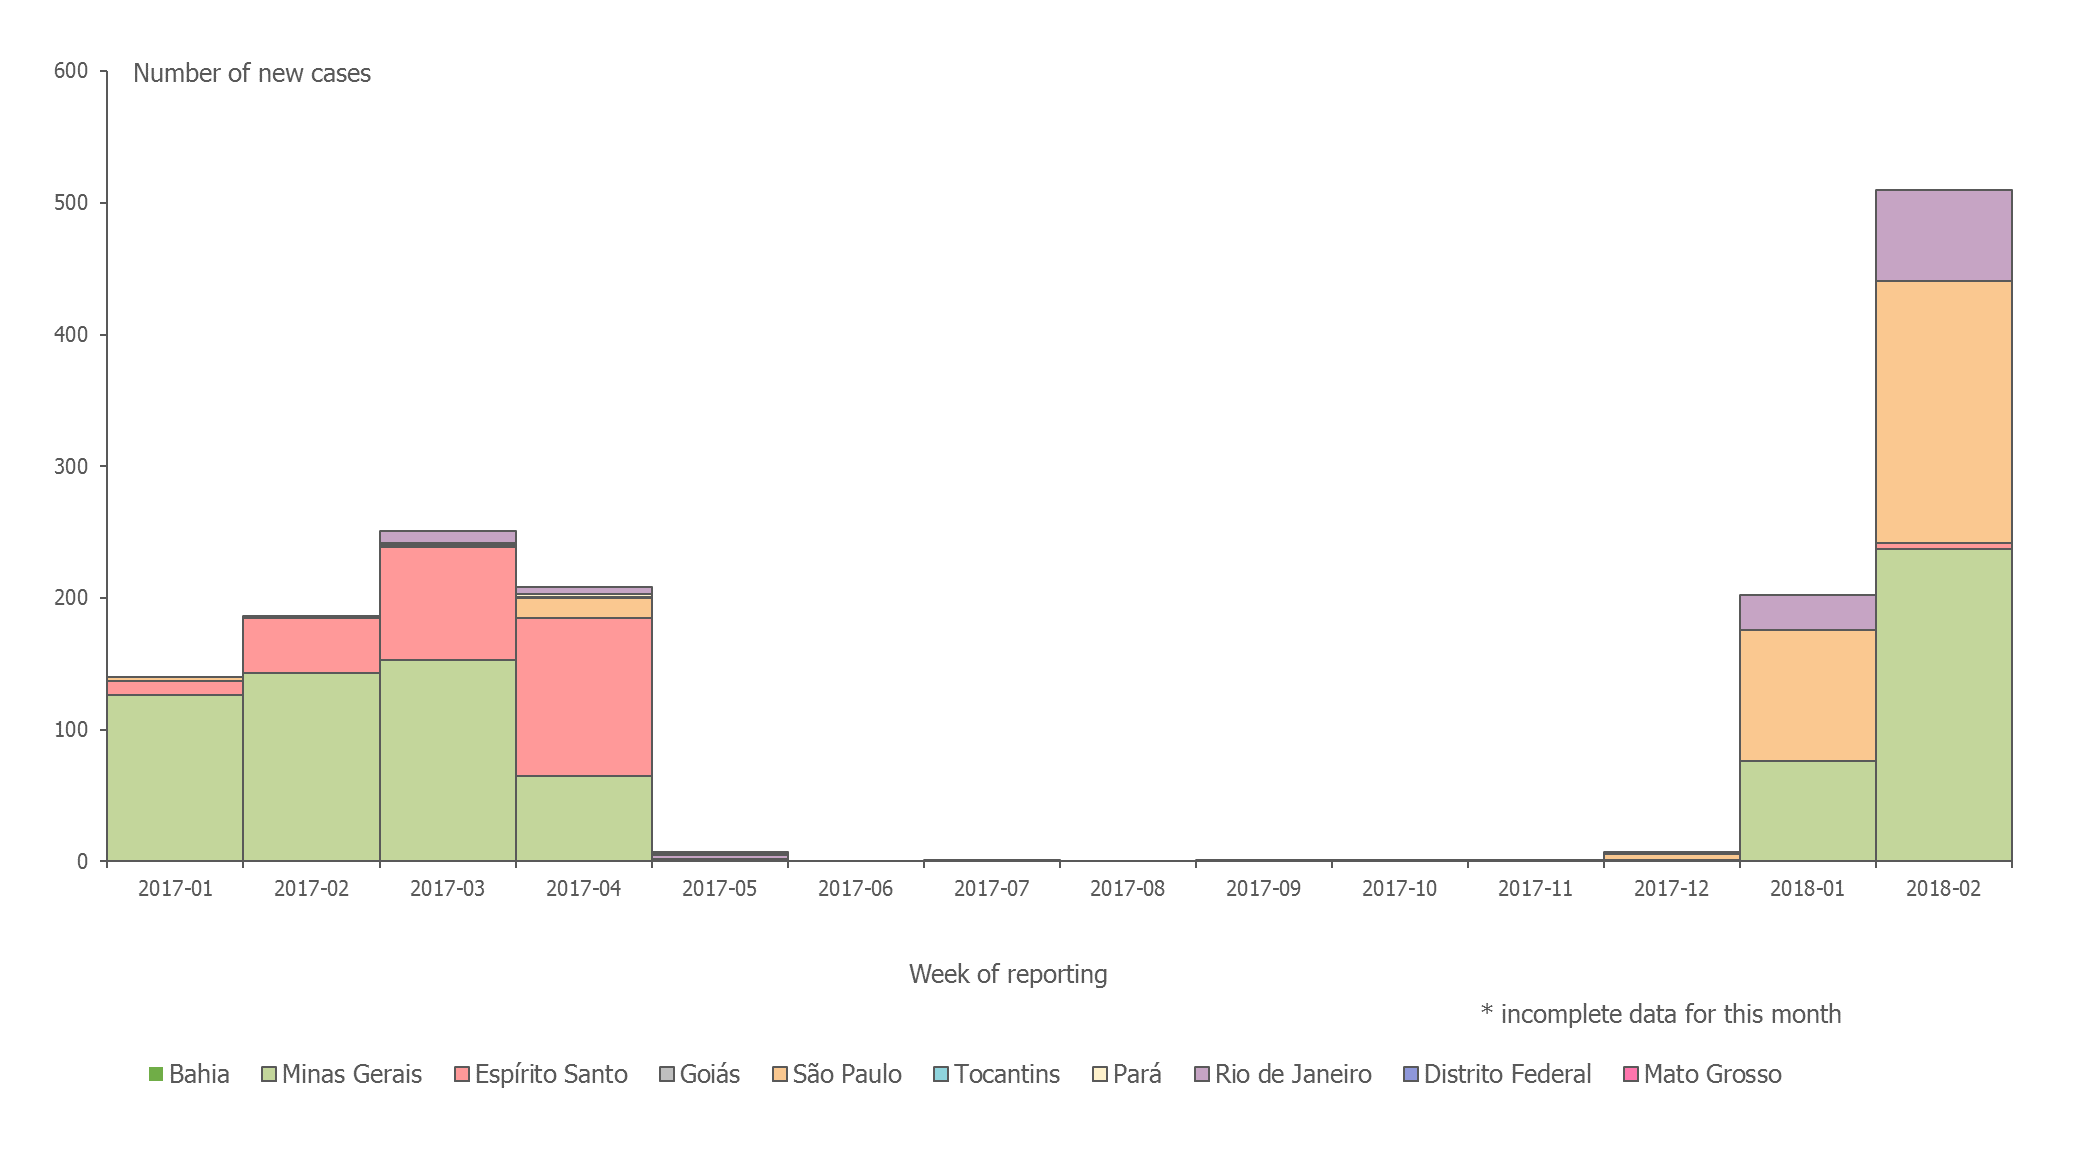 Number of new cases
600
500
400
300
200
100
0
2017-01 2017-02 2017-03 2017-04 2017-05 2017-06 2017-07 2017-08 2017-09 2017-10 2017-11 2017-12 2018-01 2018-02
Week of reporting
* incomplete data for this month
Bahia Minas Gerais Espírito Santo Goiás São Paulo Tocantins Pará Rio de Janeiro Distrito Federal Mato Grosso